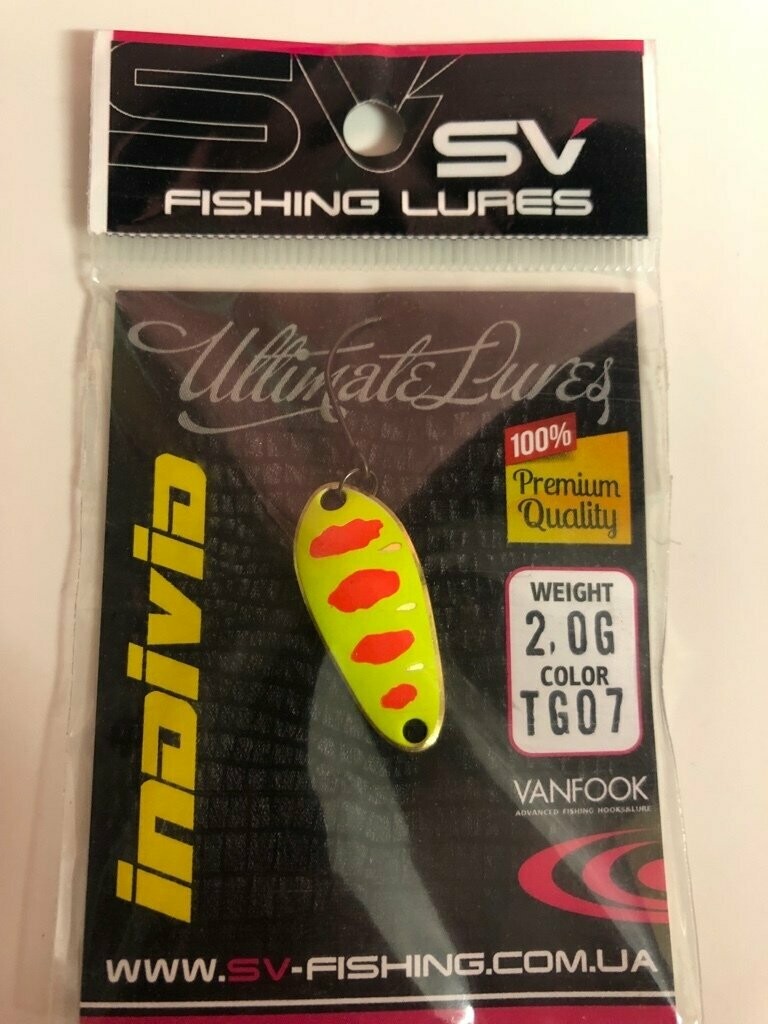 SV
SV
FISHING LURES
Ultimate Lures
100%
Premium
Quality
inDiviD
WEIGHT
2,0G
COLOR
TG07
VANFOOK
ADVANCED FISHING HOOKS&LURE
WWW.SV-FISHING.COM.UA